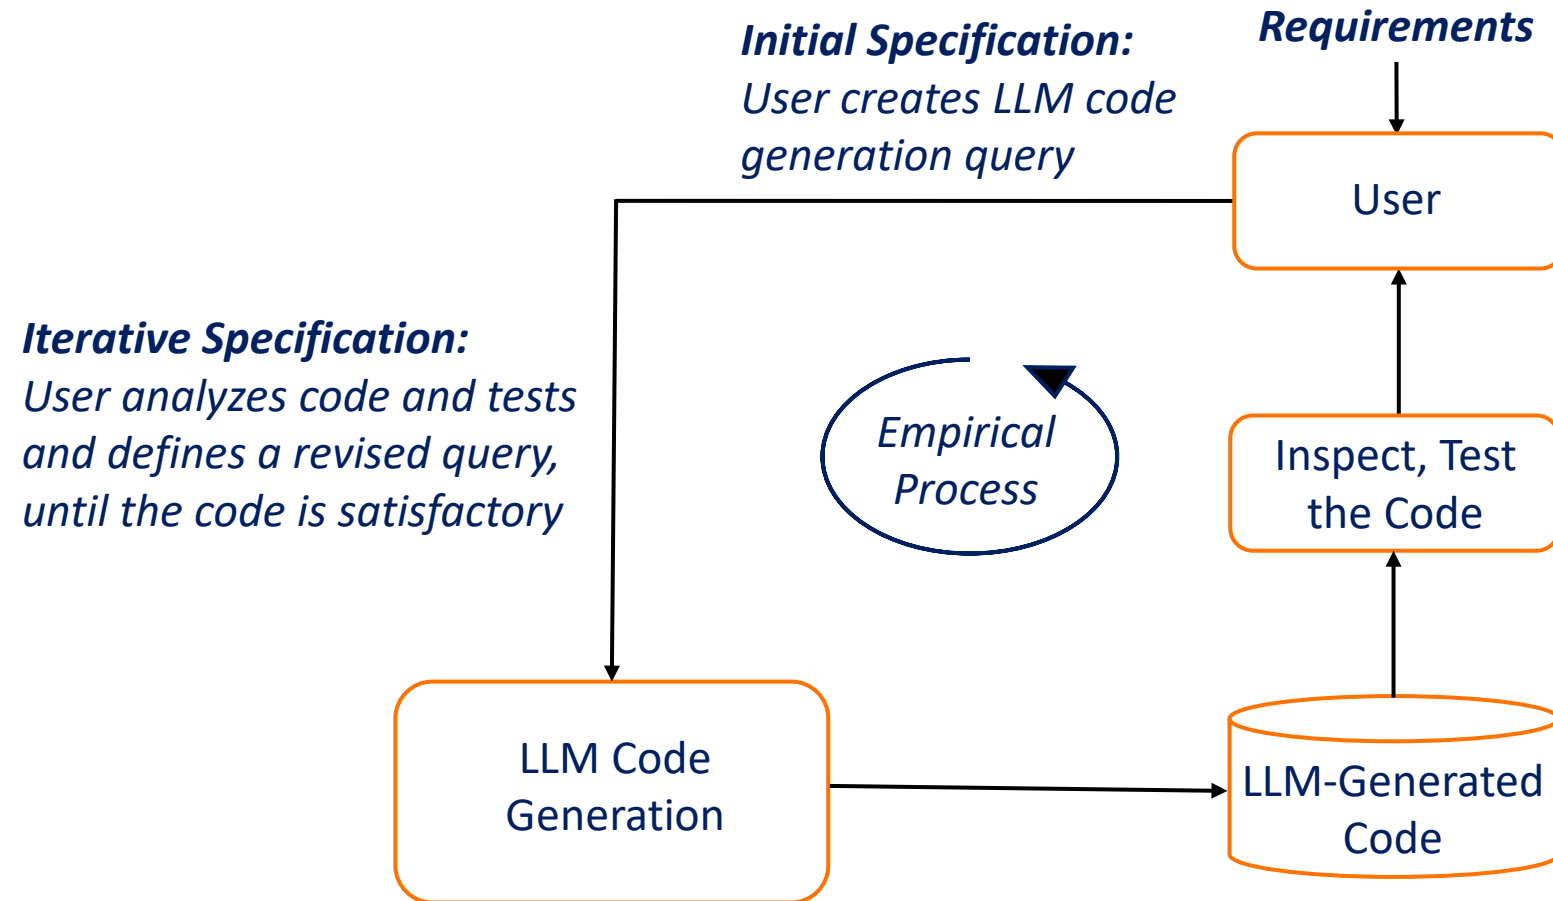 Initial Specification:
User creates LLM code
generation query
Requirements
User
Iterative Specification:
User analyzes code and tests
and defines a revised query,
until the code is satisfactory
Empirical
Process
Inspect, Test
the Code
LLM Code
Generation
LLM-Generated
Code